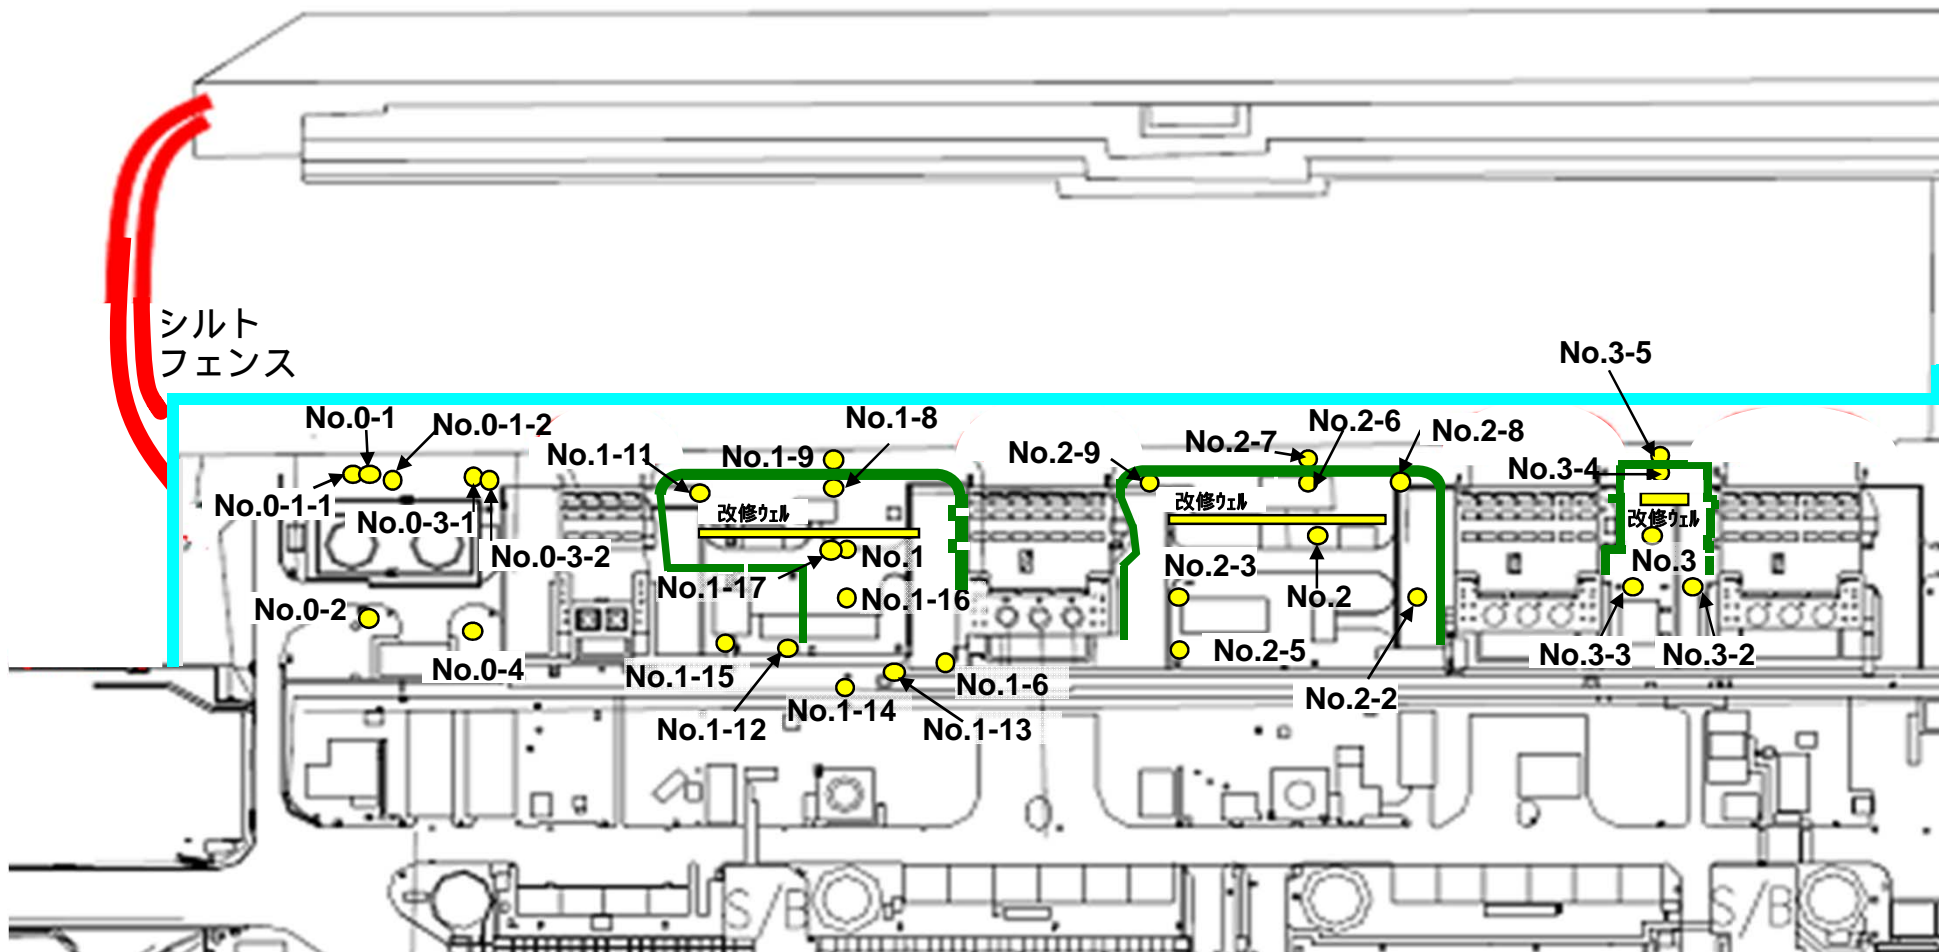 シルト
フェンス
No.3-5
No.0-1
No.0-1-2
No.1-8
No.2-6
No.2-8
No.2-7
No.1-11
No.1-9
No.2-9
No.3-4
No.0-1-1
No.0-3-1
改修ｳｪﾙ
改修ｳｪﾙ
改修ｳｪﾙ
No.0-3-2
No.1
No.3
No.1-17
No.2-3
No.0-2
No.1-16
No.2
No.0-4
No.1-15
No.1-6
No.2-5
No.3-3
No.3-2
No.2-2
No.1-14
No.1-12
No.1-13
S/B
S/B